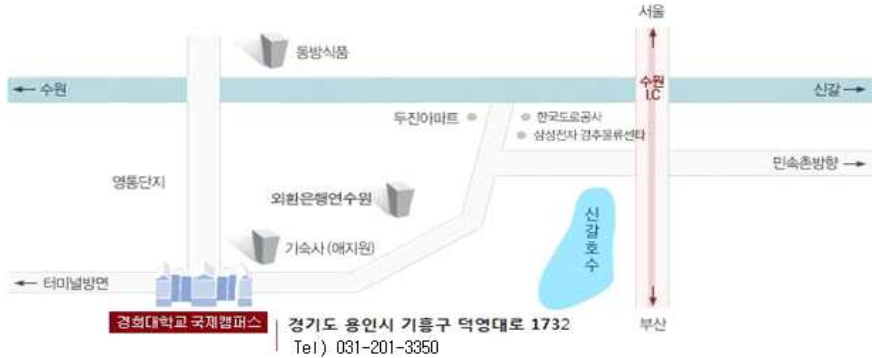 서울
동방식품
← 수원
수원
I.C
신갈 →
두진아파트
한국도로공사
삼성전자 경추물류센타
민속촌방향 →
영통단지
외환은행연수원
신갈호수
기숙사 (애지원)
← 터미널방면
경희대학교 국제캠퍼스
경기도 용인시 기흥구 덕영대로 1732
부산
Tel) 031-201-3350